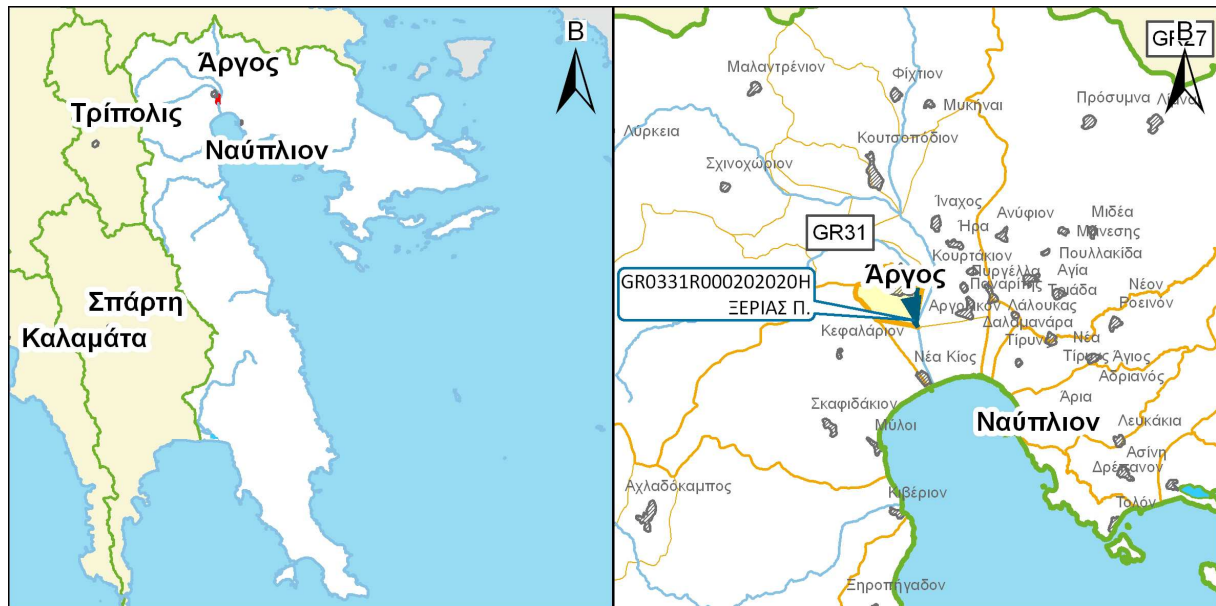 B
Άργος
Τρίπολις
Ναύπλιον
Σπάρτη
Καλαμάτα
B
Μαλαντρένιον
Φίχτιον
Μυκήναι
Πρόσυμνα
Λύρκεια
Κουτσοπόδιον
Σχινοχώριον
GR31
Ίναχος
Ήρα
Ανύφιον
Μιδέα
Μάνεσης
Κουρτάκιον
Πουλλακίδα
Άργος
Πυργέλλα
Αγία
Τριάδα
Παναρίτης
GR0331R000202020H
ΞΕΡΙΑΣ Π.
Αργολικόν
Λάλουκας
Νέον
Ροεινόν
Δαλαμανάρα
Κεφαλάριον
Τίρυνς
Νέα
Τίρυνς
Άγιος
Αδριανός
Νέα Κίος
Άρια
Σκαφιδάκιον
Μύλοι
Ναύπλιον
Λευκάκια
Ασίνη
Δρέπανον
Αχλαδόκαμπος
Κιβέριον
Τολόν
Ξηροπήγαδον